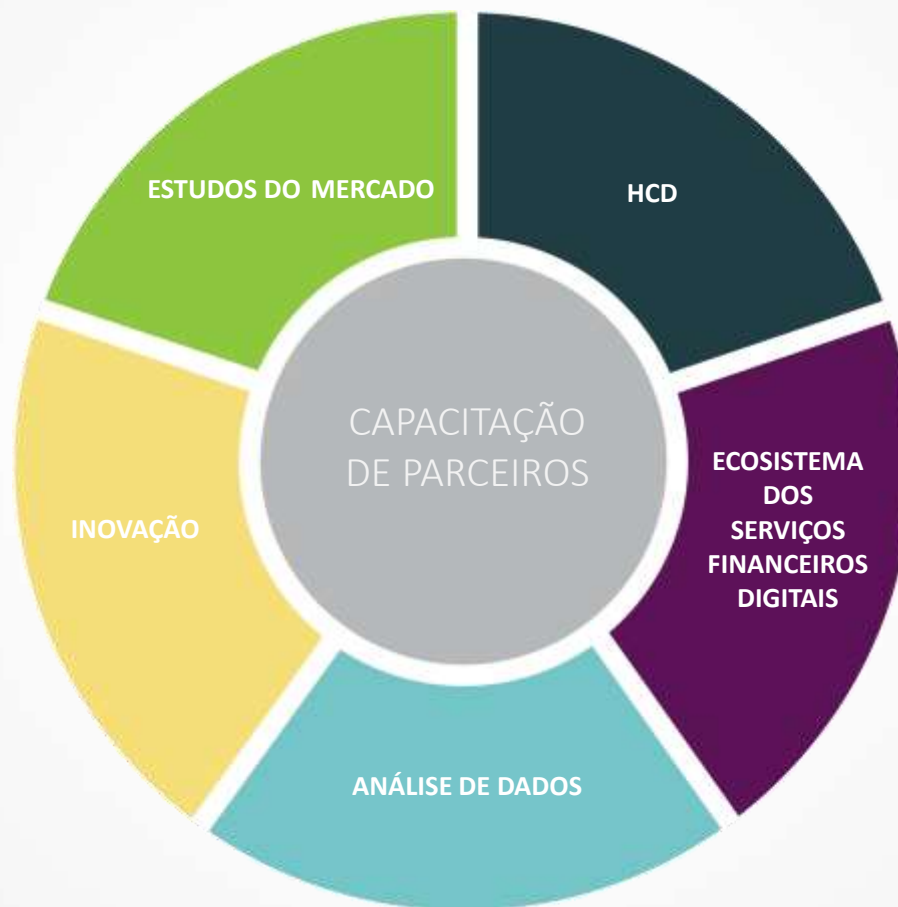 ESTUDOS DO MERCADO
HCD
CAPACITAÇÃO
DE PARCEIROS
ECOSISTEMA
DOS
SERVIÇOS
FINANCEIROS
DIGITAIS
INOVAÇÃO
ANÁLISE DE DADOS